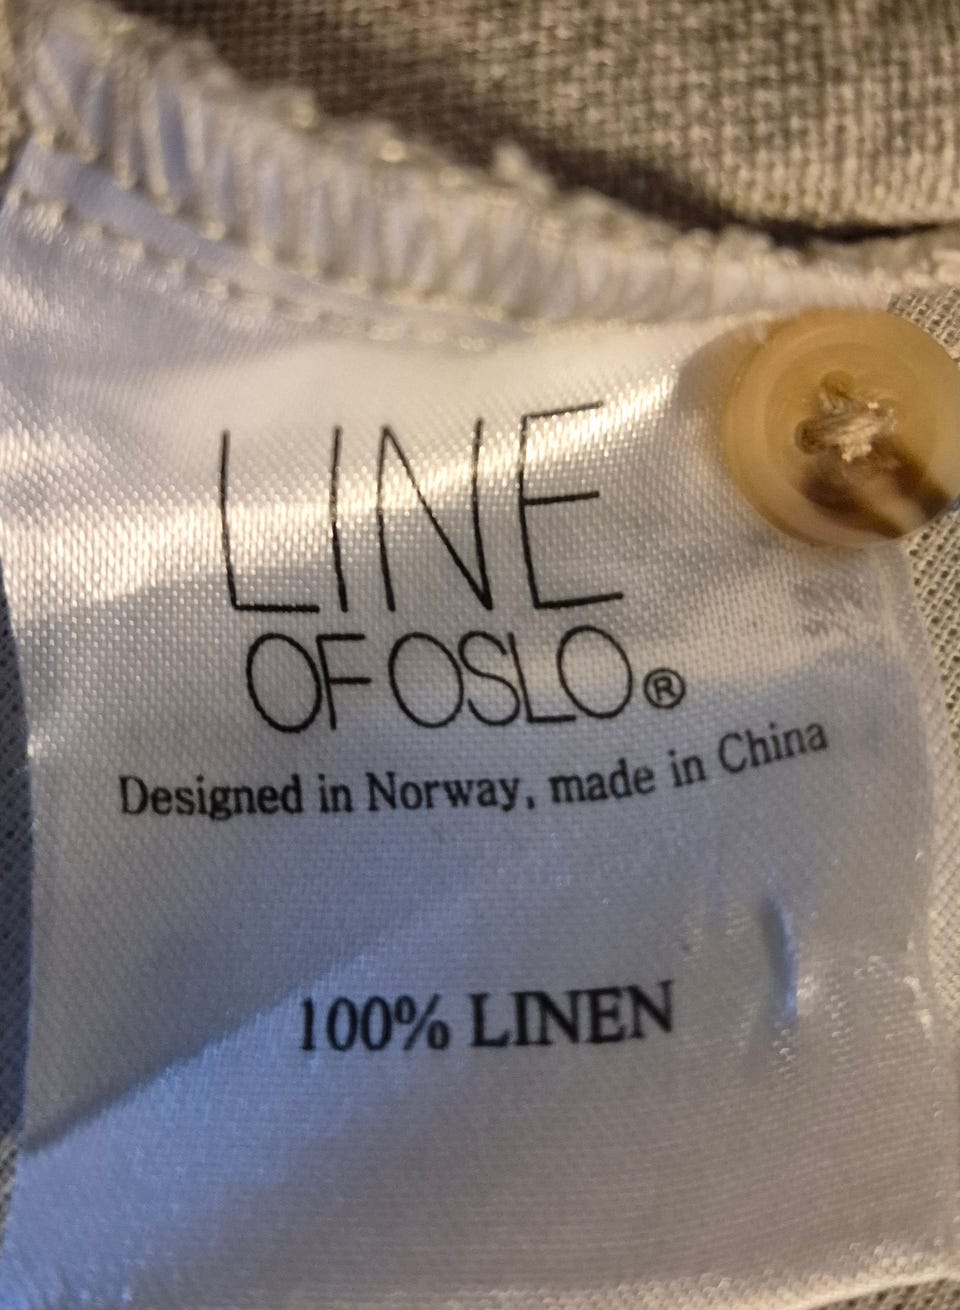 LINE
OF OSLO®
Designed in Norway, made in China
100% LINEN